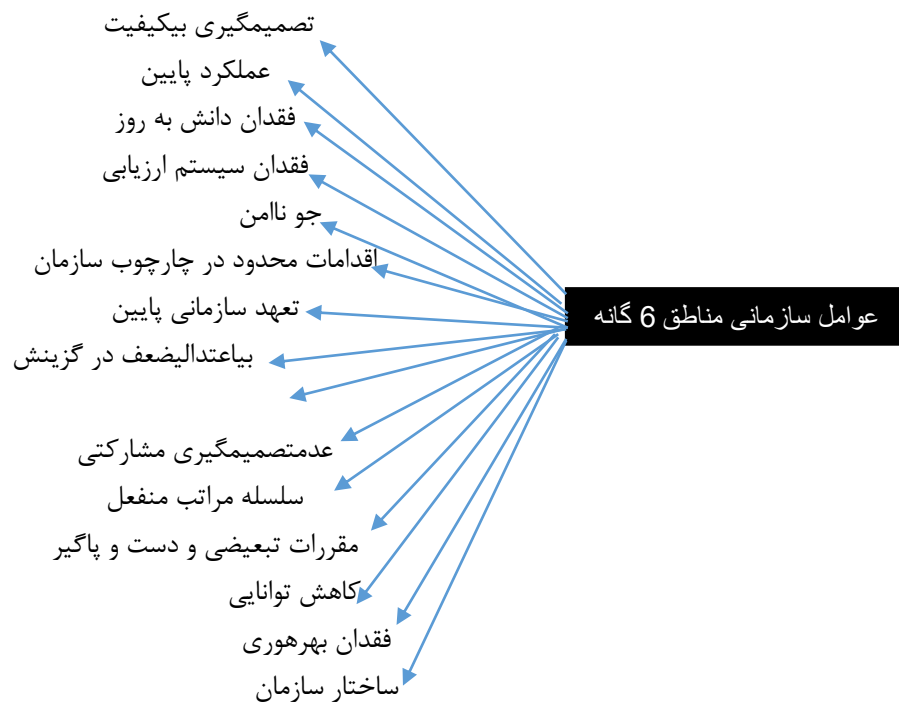 تصمیمگیری بیکیفیت
عملکرد پایین
فقدان دانش به روز
فقدان سیستم ارزیابی
جو ناامن
اقدامات محدود در چارچوب سازمان
عوامل سازمانی مناطق 6 گانه
تعهد سازمانی پایین
بیاعتدالیضعف در گزینش
عدمتصمیمگیری مشارکتی
سلسله مراتب منفعل
مقررات تبعیضی و دست و پاگیر
کاهش توانایی
فقدان بهرهوری
ساختار سازمان